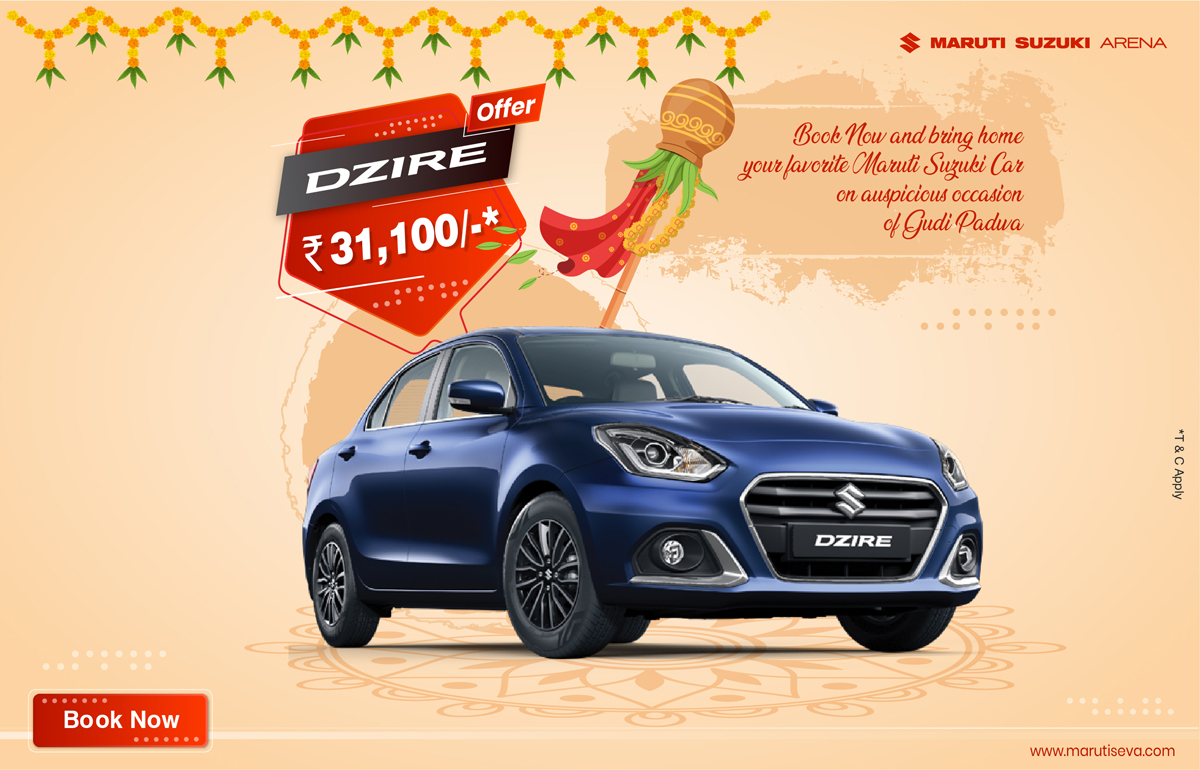 MARUTI SUZUKI ARENA
Offer
DZIRE
₹ 31,100/-*
Book Now and bring home
your favorite Maruti Suzuki Car
on auspicious occasion
of Gudi Padwa
*T & C Apply
DZIRE
Book Now
www.marutiseva.com